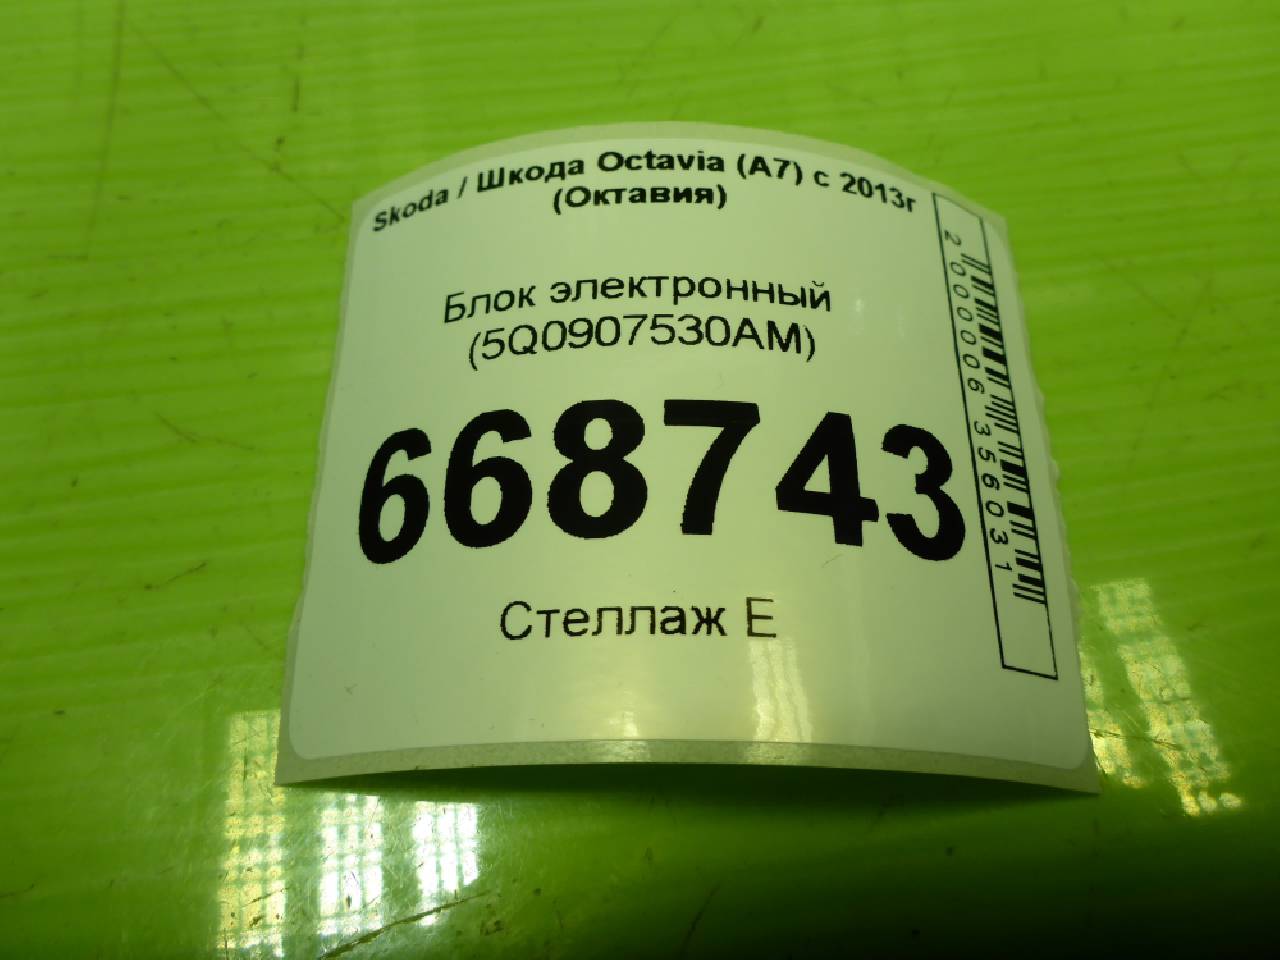 Skoda / Шкода Octavia (A7) с 2013г
(Октавия)
Блок электронный
(5Q0907530AM)
668743
Стеллаж Е
2000006356031